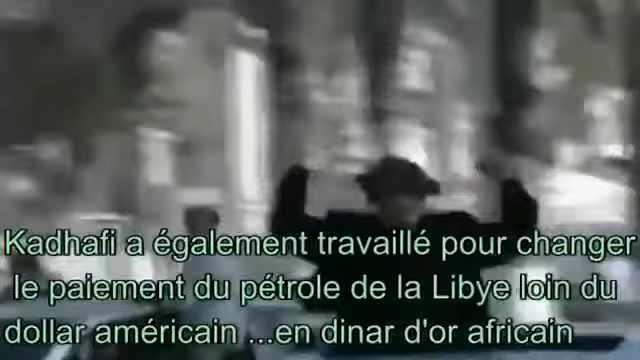 Kadhafi a également travaillé pour changer
le paiement du pétrole de la Libye loin du
dollar américain ...en dinar d'or africain